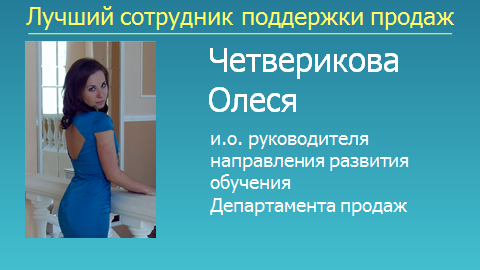 Лучший сотрудник поддержки продаж
Четверикова
Олеся
и.о. руководителя
направления развития
обучения
Департамента продаж